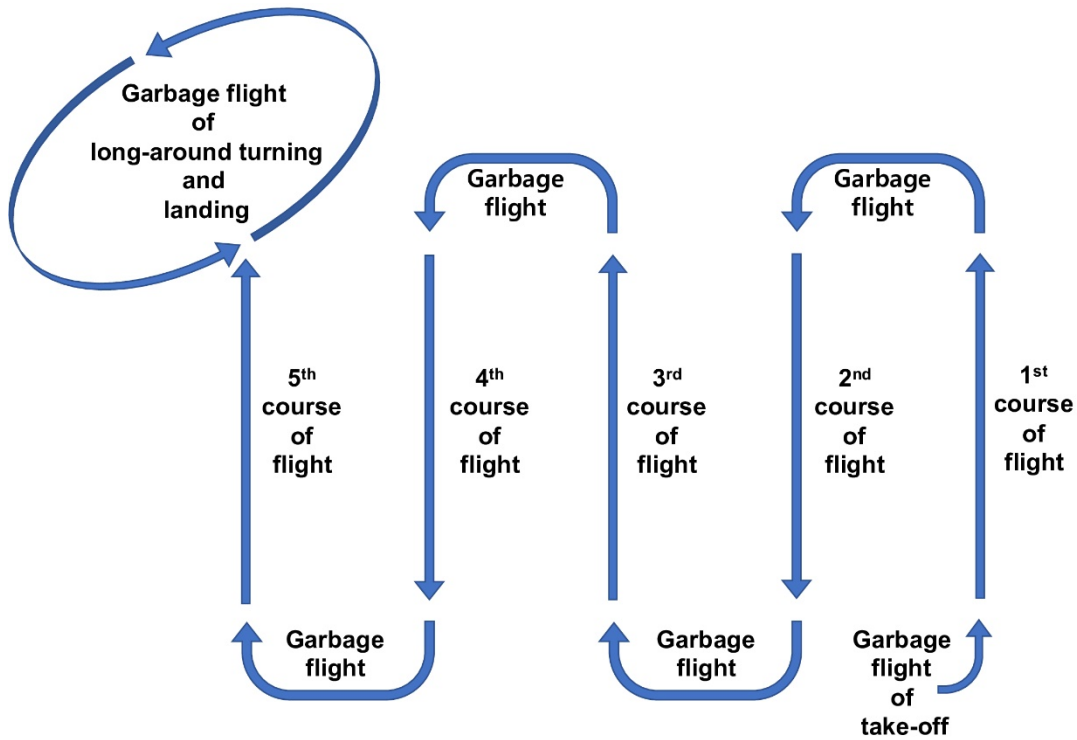 Garbage flight
of
long-around turning
and
landing
Garbage
flight
Garbage
flight
5th
course
of
flight
4th
course
of
flight
3rd
course
of
flight
2nd
course
of
flight
1st
course
of
flight
Garbage
flight
Garbage
flight
Garbage
flight
of
take-off